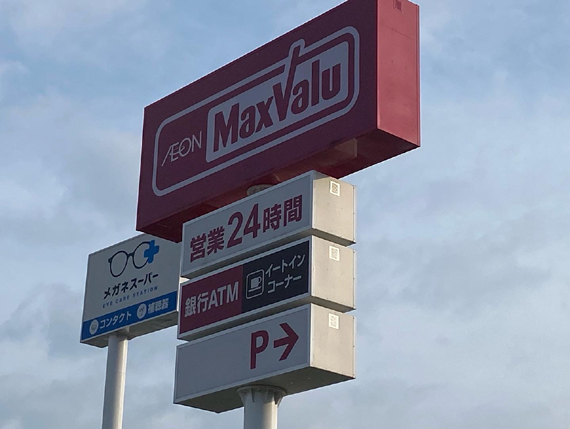 ÆON MaxValu
営業24時間
銀行ATM
イートイン
コーナー
P→
メガネスーパー
EYE CARE STATION
コンタクト 補聴器